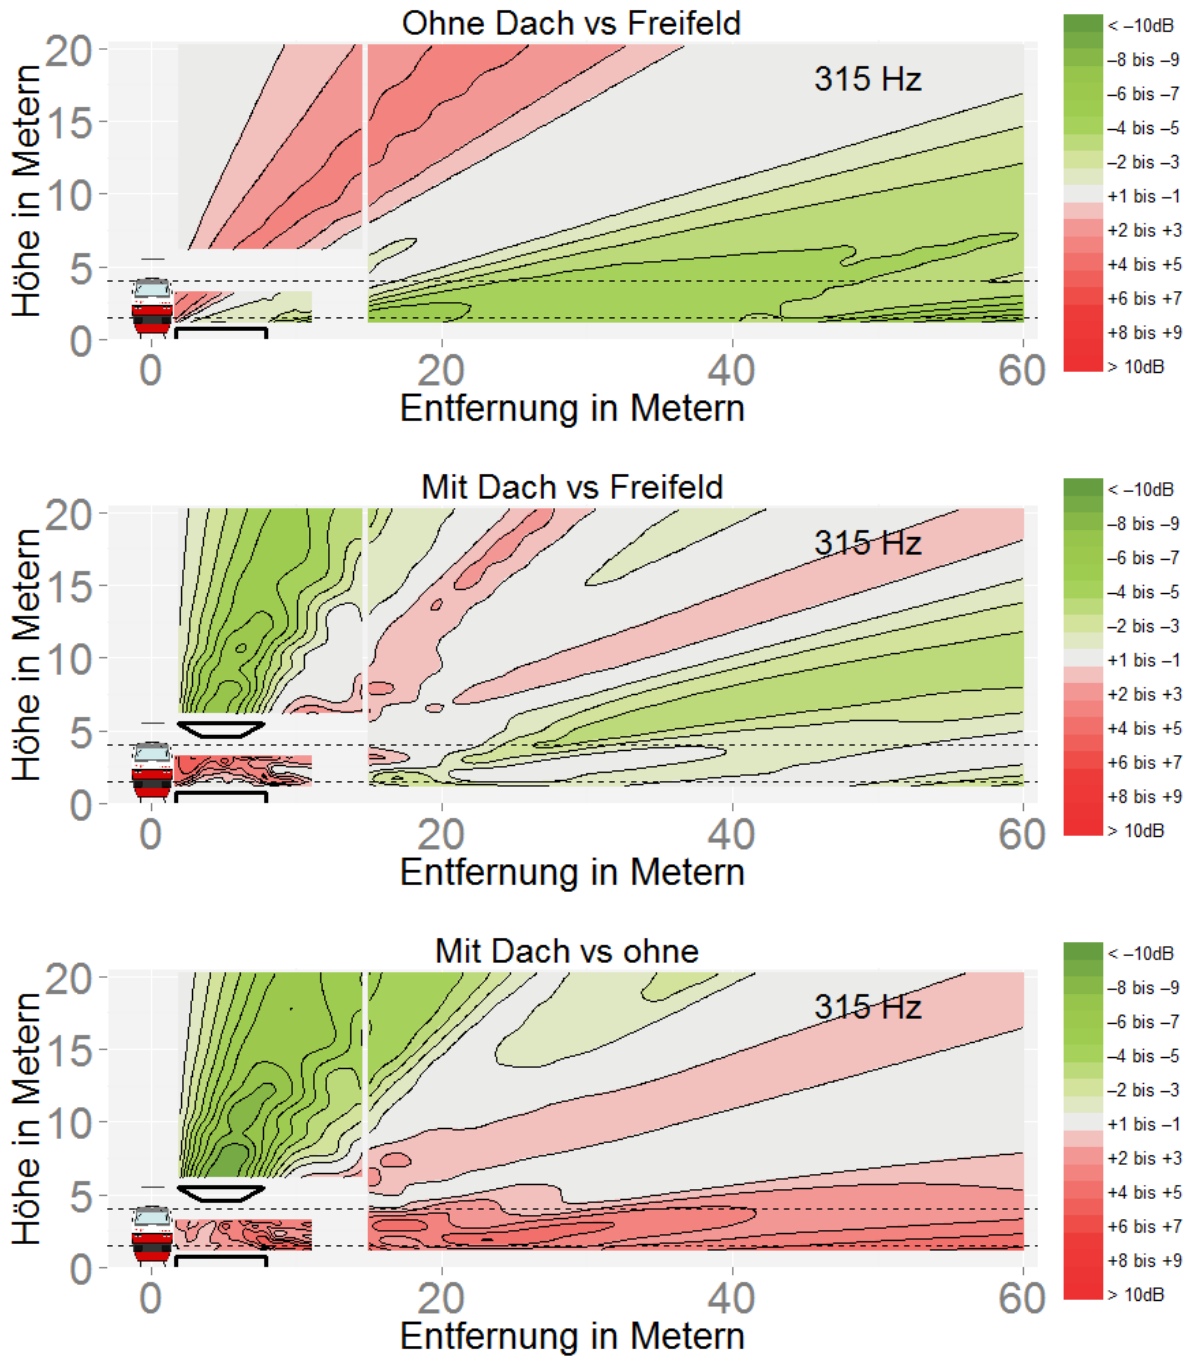 Ohne Dach vs Freifeld
315 Hz
Höhe in Metern
20
15
10
5
0
0 20 40 60
Entfernung in Metern
< –10dB
–8 bis –9
–6 bis –7
–4 bis –5
–2 bis –3
+1 bis –1
+2 bis +3
+4 bis +5
+6 bis +7
+8 bis +9
> 10dB
Mit Dach vs Freifeld
315 Hz
Höhe in Metern
20
15
10
5
0
0 20 40 60
Entfernung in Metern
< –10dB
–8 bis –9
–6 bis –7
–4 bis –5
–2 bis –3
+1 bis –1
+2 bis +3
+4 bis +5
+6 bis +7
+8 bis +9
> 10dB
Mit Dach vs ohne
315 Hz
Höhe in Metern
20
15
10
5
0
0 20 40 60
Entfernung in Metern
< –10dB
–8 bis –9
–6 bis –7
–4 bis –5
–2 bis –3
+1 bis –1
+2 bis +3
+4 bis +5
+6 bis +7
+8 bis +9
> 10dB